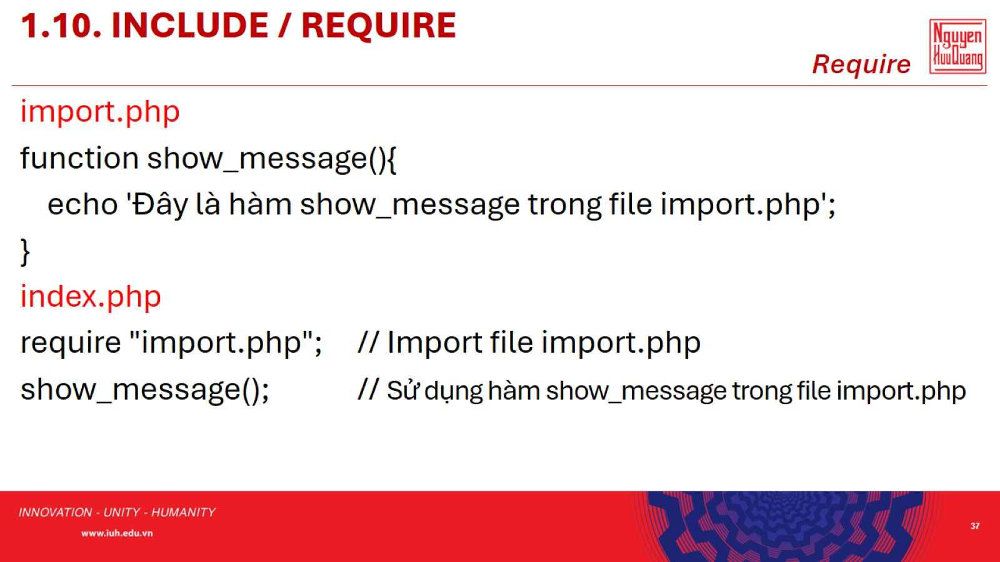 1.10. INCLUDE / REQUIRE
Nguyen
HuuQuang
Require
import.php
function show_message(){
echo 'Đây là hàm show_message trong file import.php';
}
index.php
require "import.php"; // Import file import.php
show_message(); // Sử dụng hàm show_message trong file import.php
INNOVATION - UNITY - HUMANITY
www.iuh.edu.vn
37